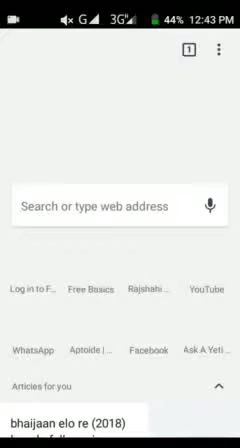 G 3G 44% 12:43 PM
1
Search or type web address
Log in to F... Free Basics Rajshahi ... YouTube
WhatsApp Aptoide | ... Facebook Ask A Yeti ...
Articles for you
bhaijaan elo re (2018)